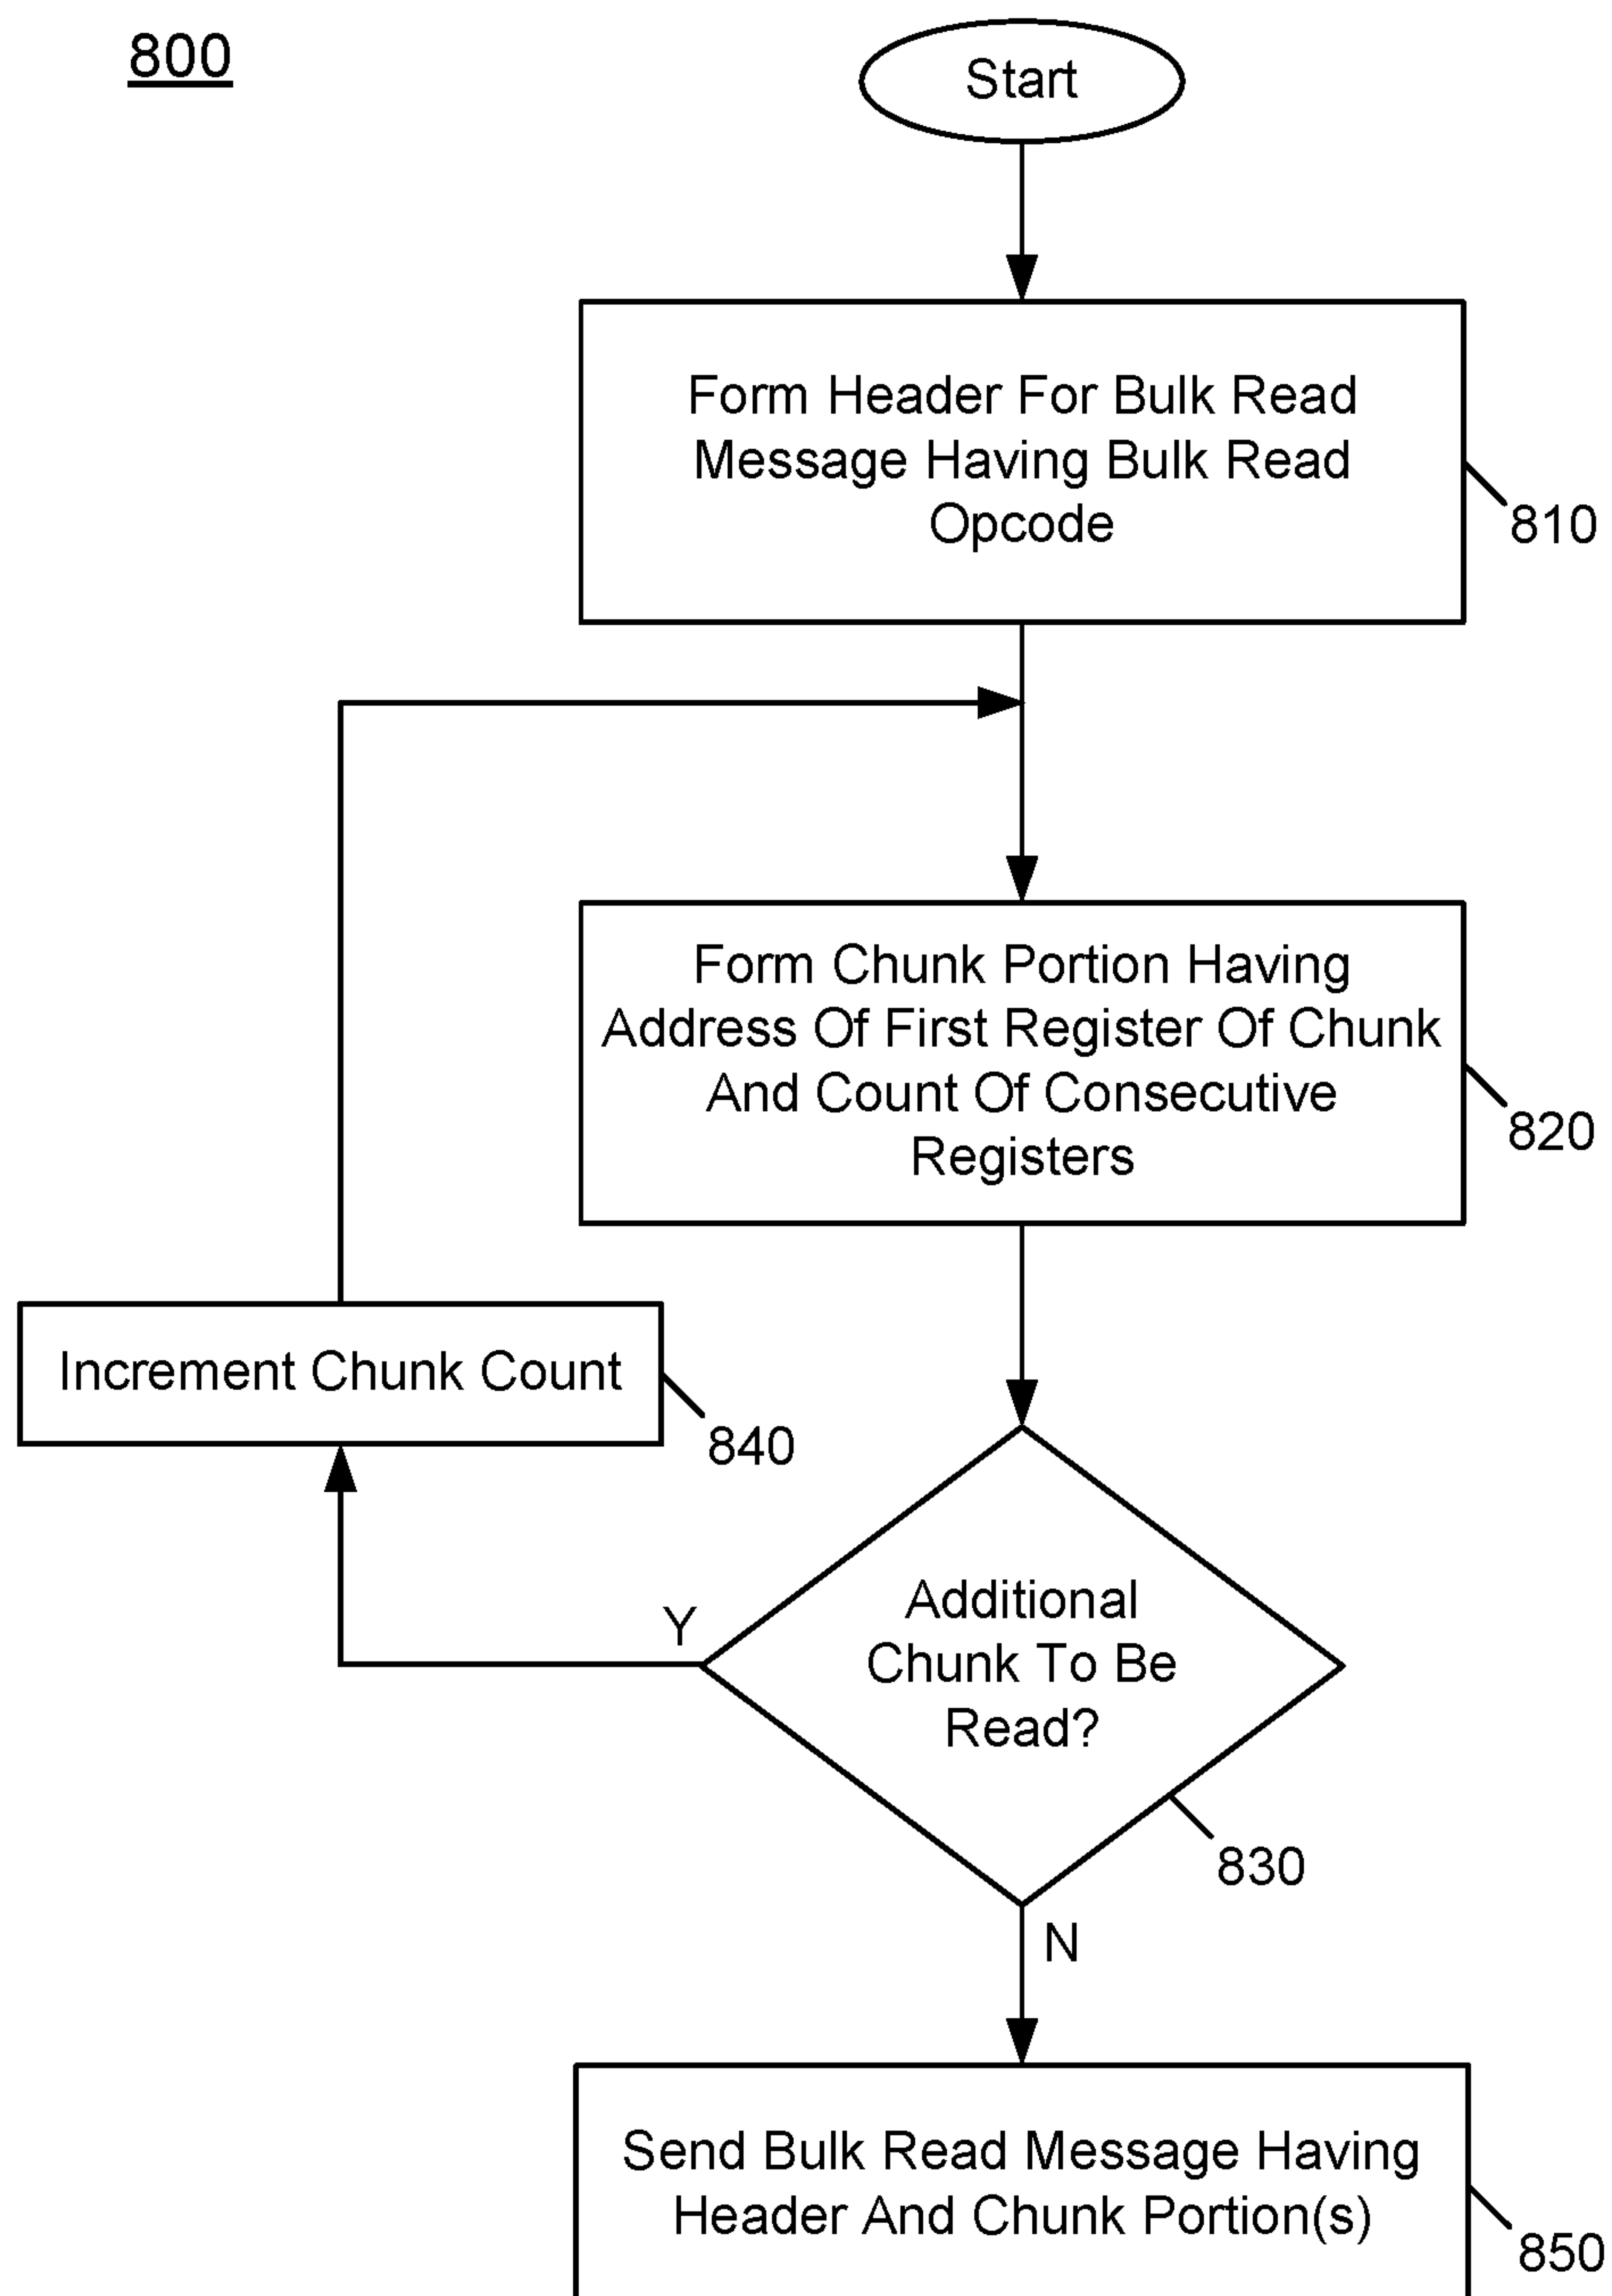 800
Start
Form Header For Bulk Read
Message Having Bulk Read
Opcode
810
Form Chunk Portion Having
Address Of First Register Of Chunk
And Count Of Consecutive
Registers
820
Increment Chunk Count
840
Additional
Chunk To Be
Read?
Y
830
N
Send Bulk Read Message Having
Header And Chunk Portion(s)
850